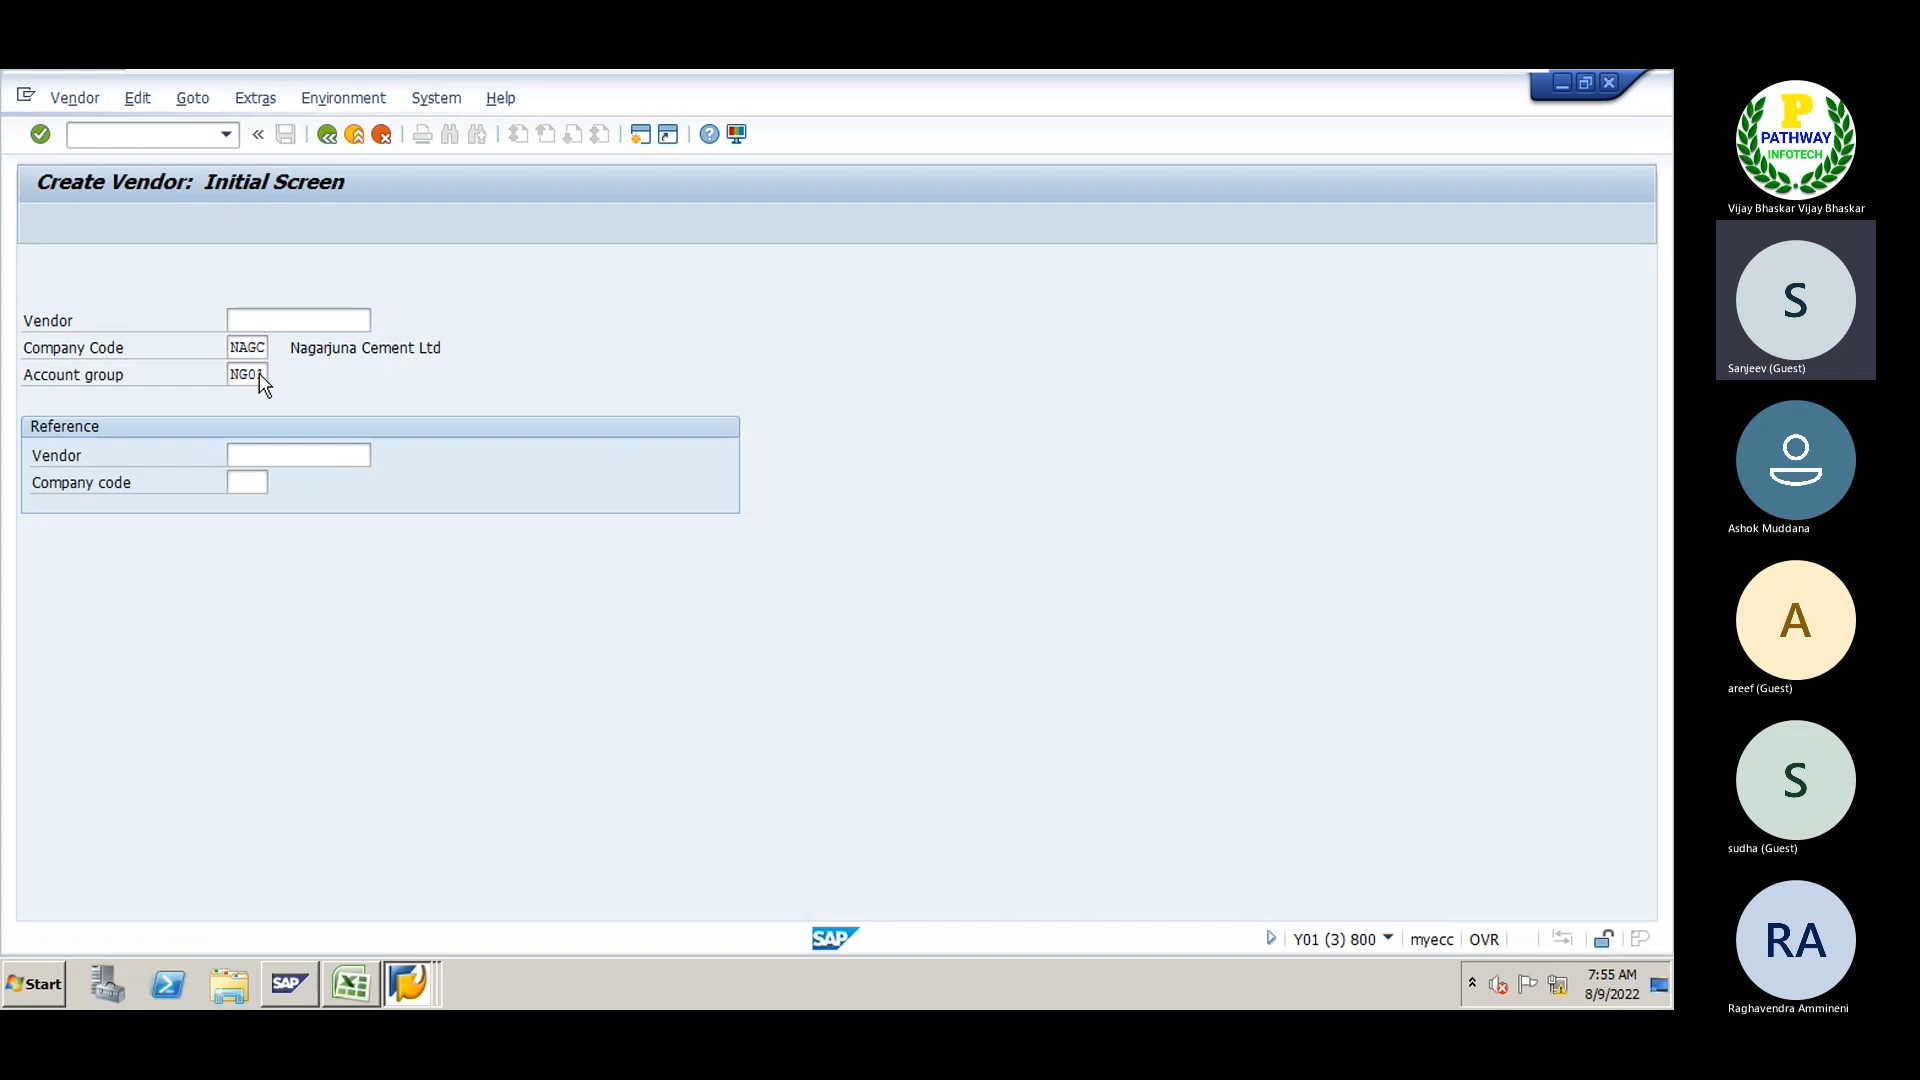 Vendor Edit Goto Extras Environment System Help
Create Vendor: Initial Screen
Vendor
Company Code NAGC Nagarjuna Cement Ltd
Account group NG01
Reference
Vendor
Company code
SAP
Y01 (3) 800 myecc OVR
Start SAP
7:55 AM
8/9/2022
P
PATHWAY
INFOTECH
Vijay Bhaskar Vijay Bhaskar
S
Sanjeev (Guest)
Ashok Muddana
A
areef (Guest)
S
sudha (Guest)
RA
Raghavendra Ammineni